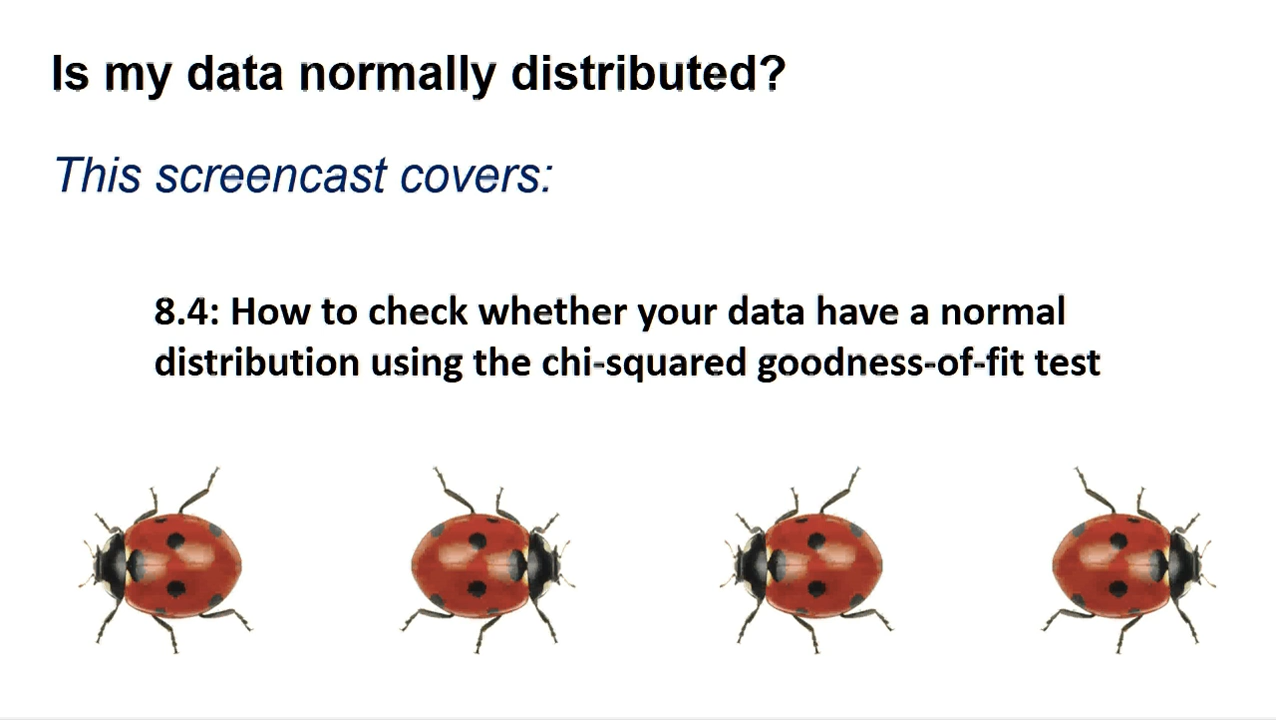 Is my data normally distributed?
This screencast covers:
8.4: How to check whether your data have a normal
distribution using the chi-squared goodness-of-fit test